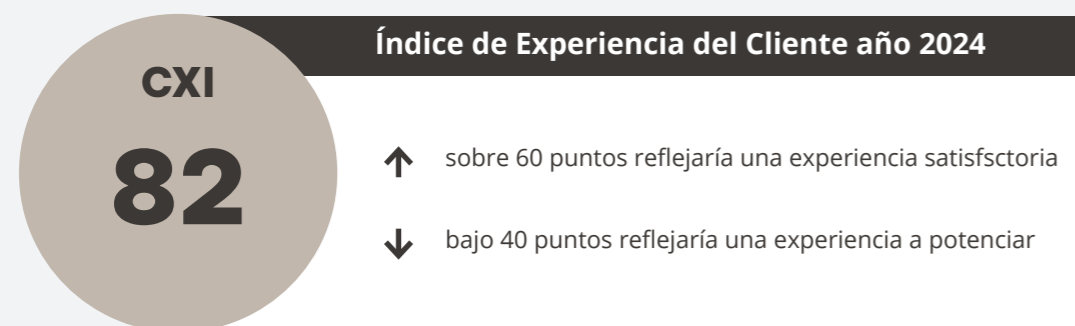 CXI
82
Índice de Experiencia del Cliente año 2024
sobre 60 puntos reflejaría una experiencia satisfsctoria
bajo 40 puntos reflejaría una experiencia a potenciar